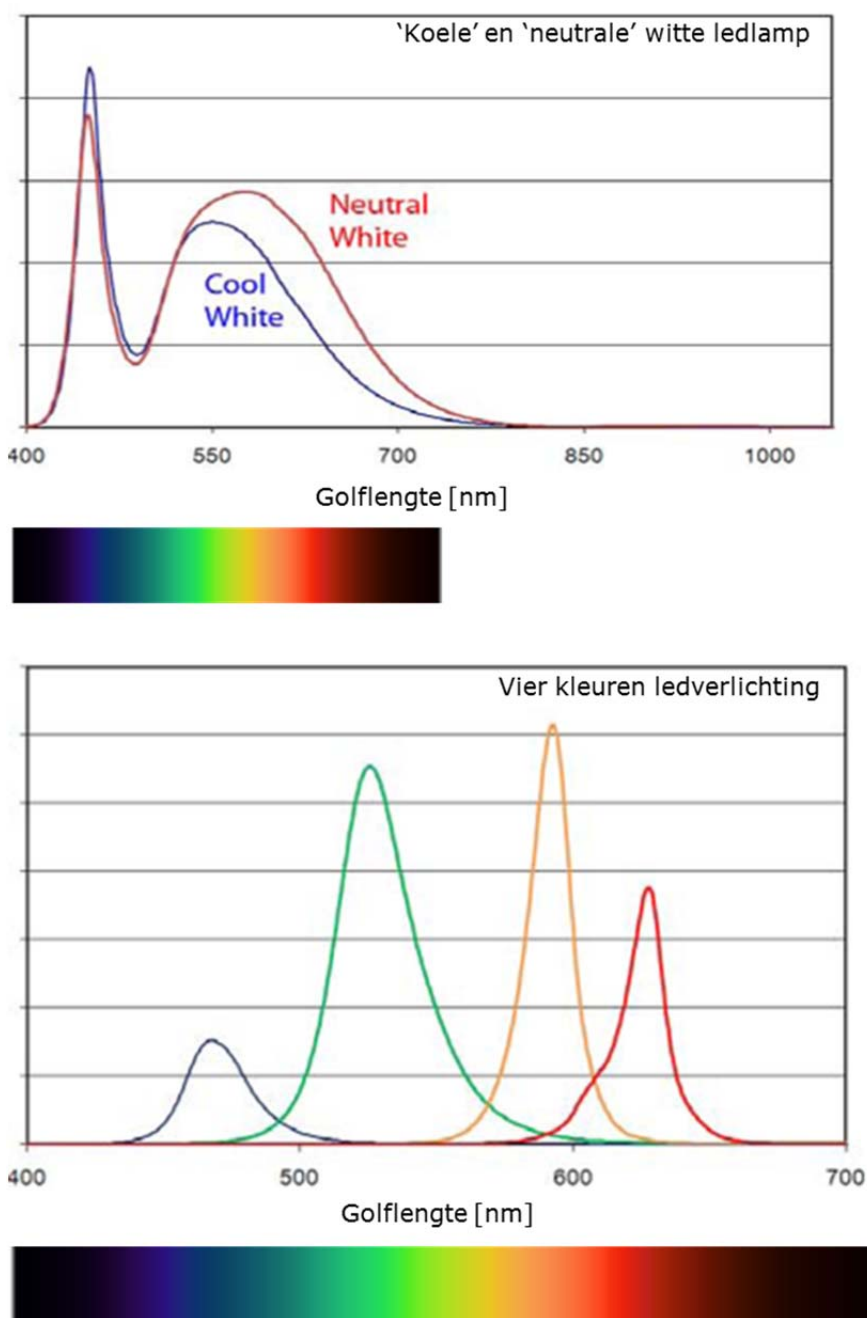 ‘Koele’ en ‘neutrale’ witte ledlamp
Neutral
White
Cool
White
400 550 700 850 1000
Golflengte [nm]
Vier kleuren ledverlichting
400 500 600 700
Golflengte [nm]